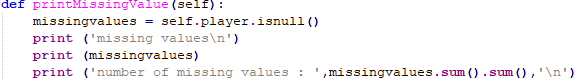 def printMissingValue(self):
    missingvalues = self.player.isnull()
    print ('missing values\n')
    print (missingvalues)
    print ('number of missing values : ',missingvalues.sum().sum(),'\n')